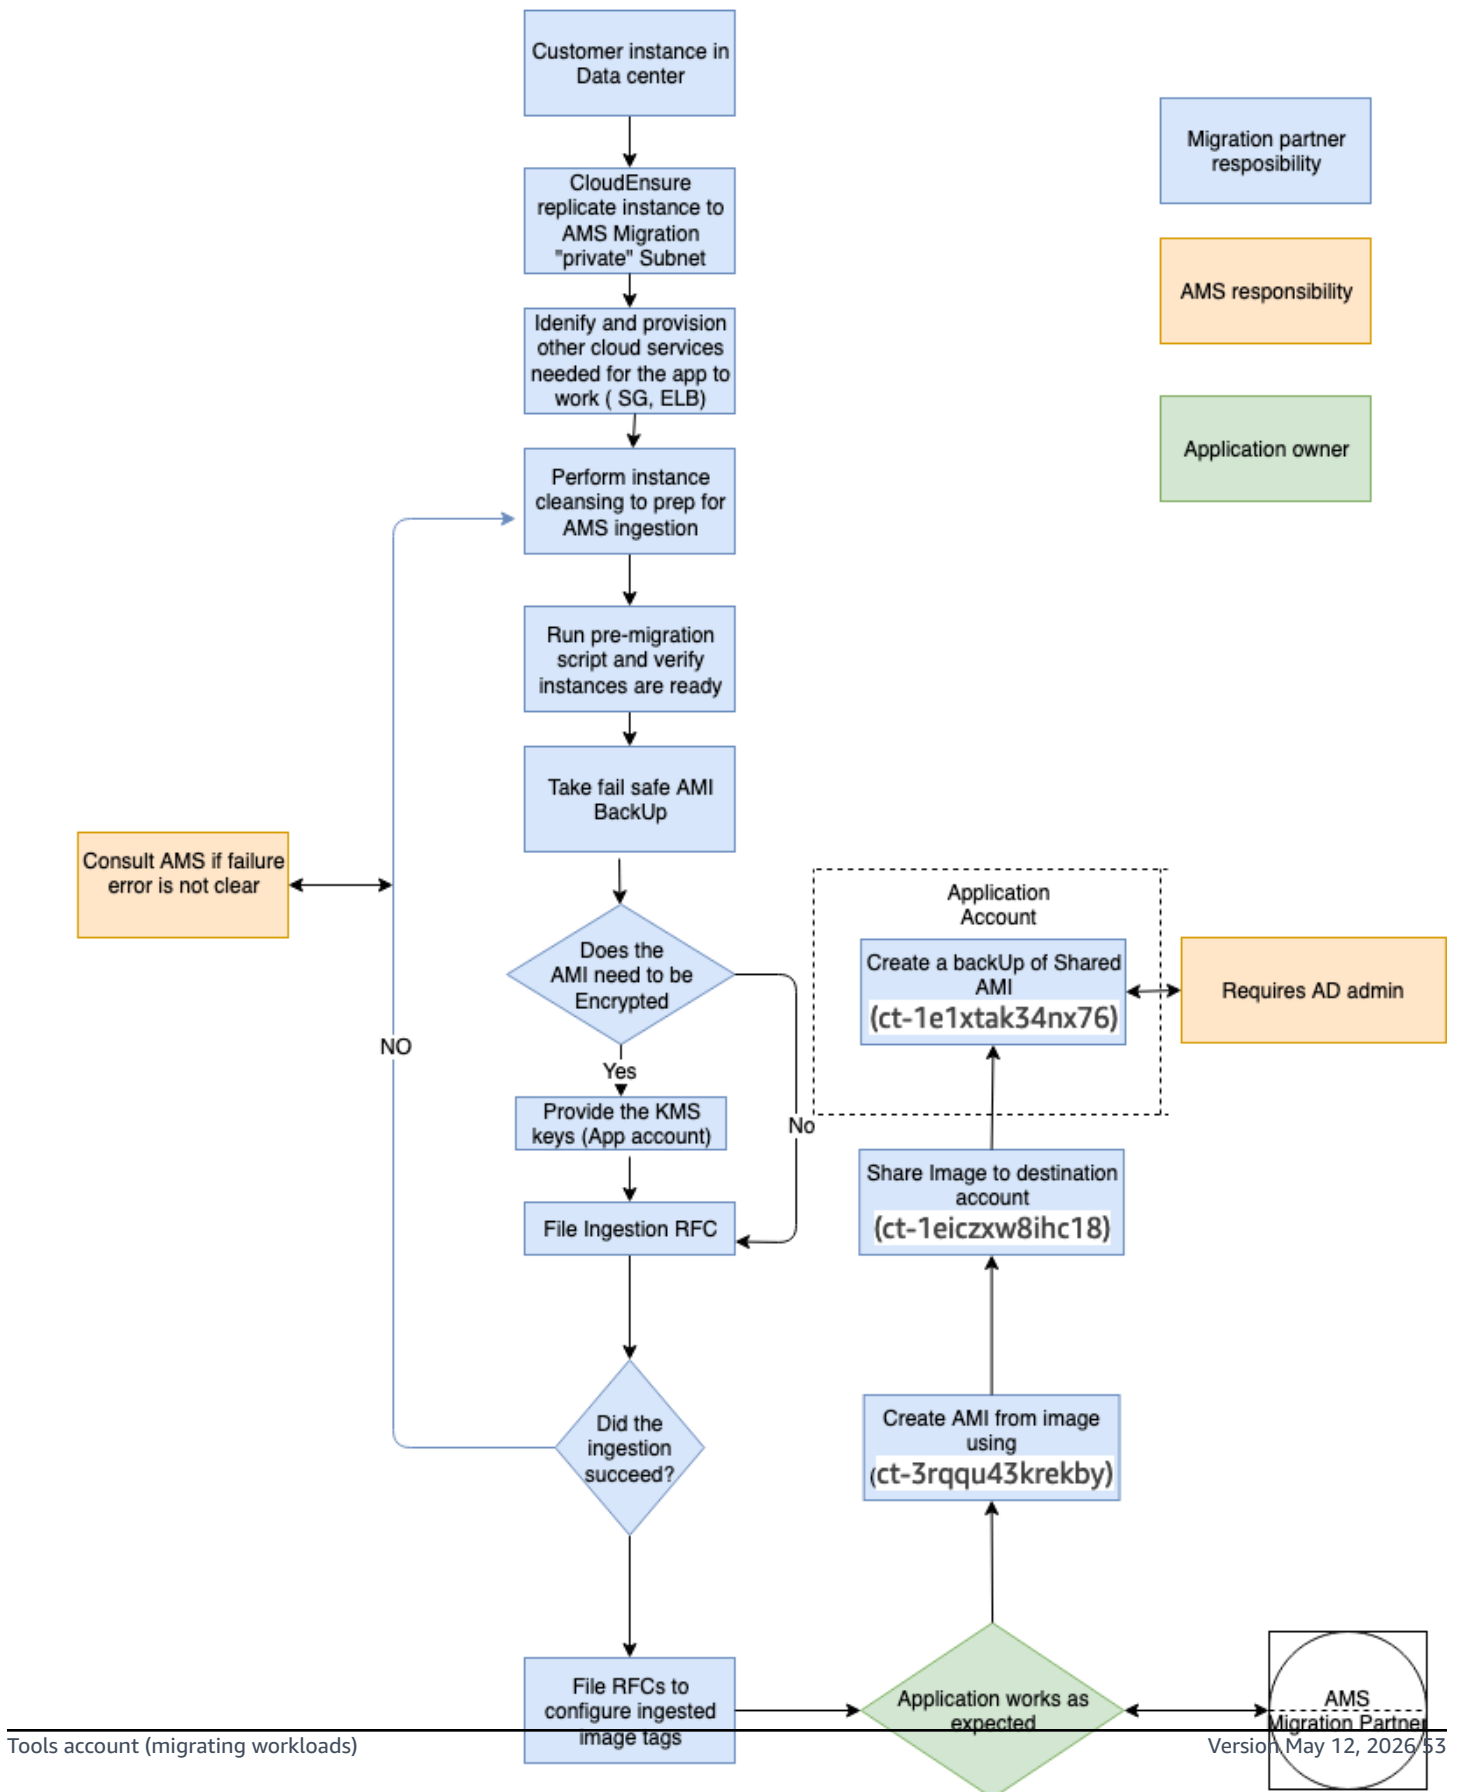 Customer instance in
Data center
Migration partner
resposibility
CloudEnsure
replicate instance to
AMS Migration
"private" Subnet
AMS responsibility
Idenify and provision
other cloud services
needed for the app to
work ( SG, ELB)
Application owner
Perform instance
cleansing to prep for
AMS ingestion
Run pre-migration
script and verify
instances are ready
Take fail safe AMI
BackUp
Consult AMS if failure
error is not clear
Does the
AMI need to be
Encrypted
Application
Account
Create a backUp of Shared
AMI
(ct-1e1xtak34nx76)
Requires AD admin
NO
Yes
No
Provide the KMS
keys (App account)
Share Image to destination
account
(ct-1eiczxw8ihc18)
File Ingestion RFC
Did the
ingestion
succeed?
Create AMI from image
using
(ct-3rqqu43krekby)
File RFCs to
configure ingested
image tags
Application works as
expected
AMS
Migration Partner
Tools account (migrating workloads)
Version May 12, 2026 53